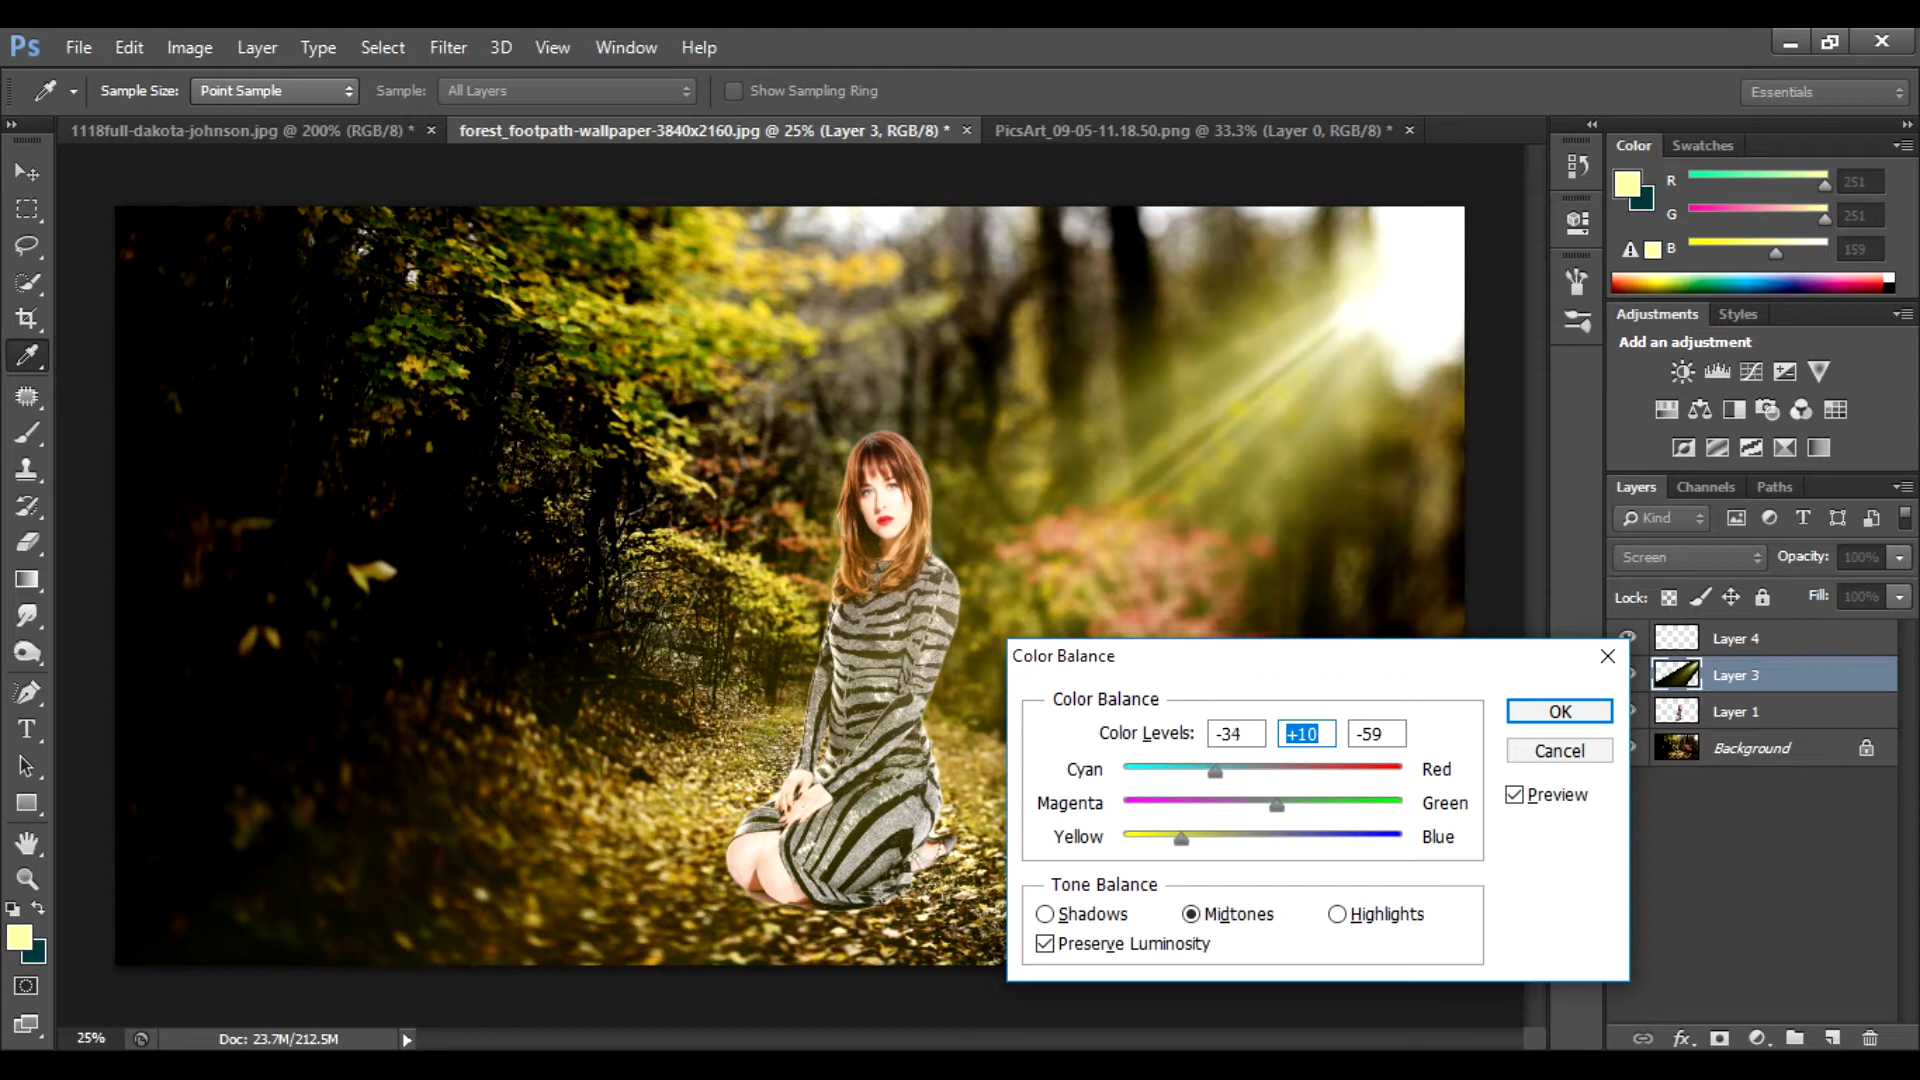 Ps File Edit Image Layer Type Select Filter 3D View Window Help
Sample Size: Point Sample Sample: All Layers Show Sampling Ring Essentials
1118full-dakota-johnson.jpg @ 200% (RGB/8) * × forest_footpath-wallpaper-3840x2160.jpg @ 25% (Layer 3, RGB/8) * × PicsArt_09-05-11.18.50.png @ 33.3% (Layer 0, RGB/8) * ×
Color Swatches
R 251
G 251
B 159
Adjustments Styles
Add an adjustment
Layers Channels Paths
Kind
Screen Opacity: 100%
Lock: Fill: 100%
Layer 4
Layer 3
Layer 1
Background
Color Balance
Color Balance
Color Levels: -34 +10 -59
Cyan Red
Magenta Green
Yellow Blue
Tone Balance
Shadows Midtones Highlights
Preserve Luminosity
OK
Cancel
Preview
25% Doc: 23.7M/212.5M
fx